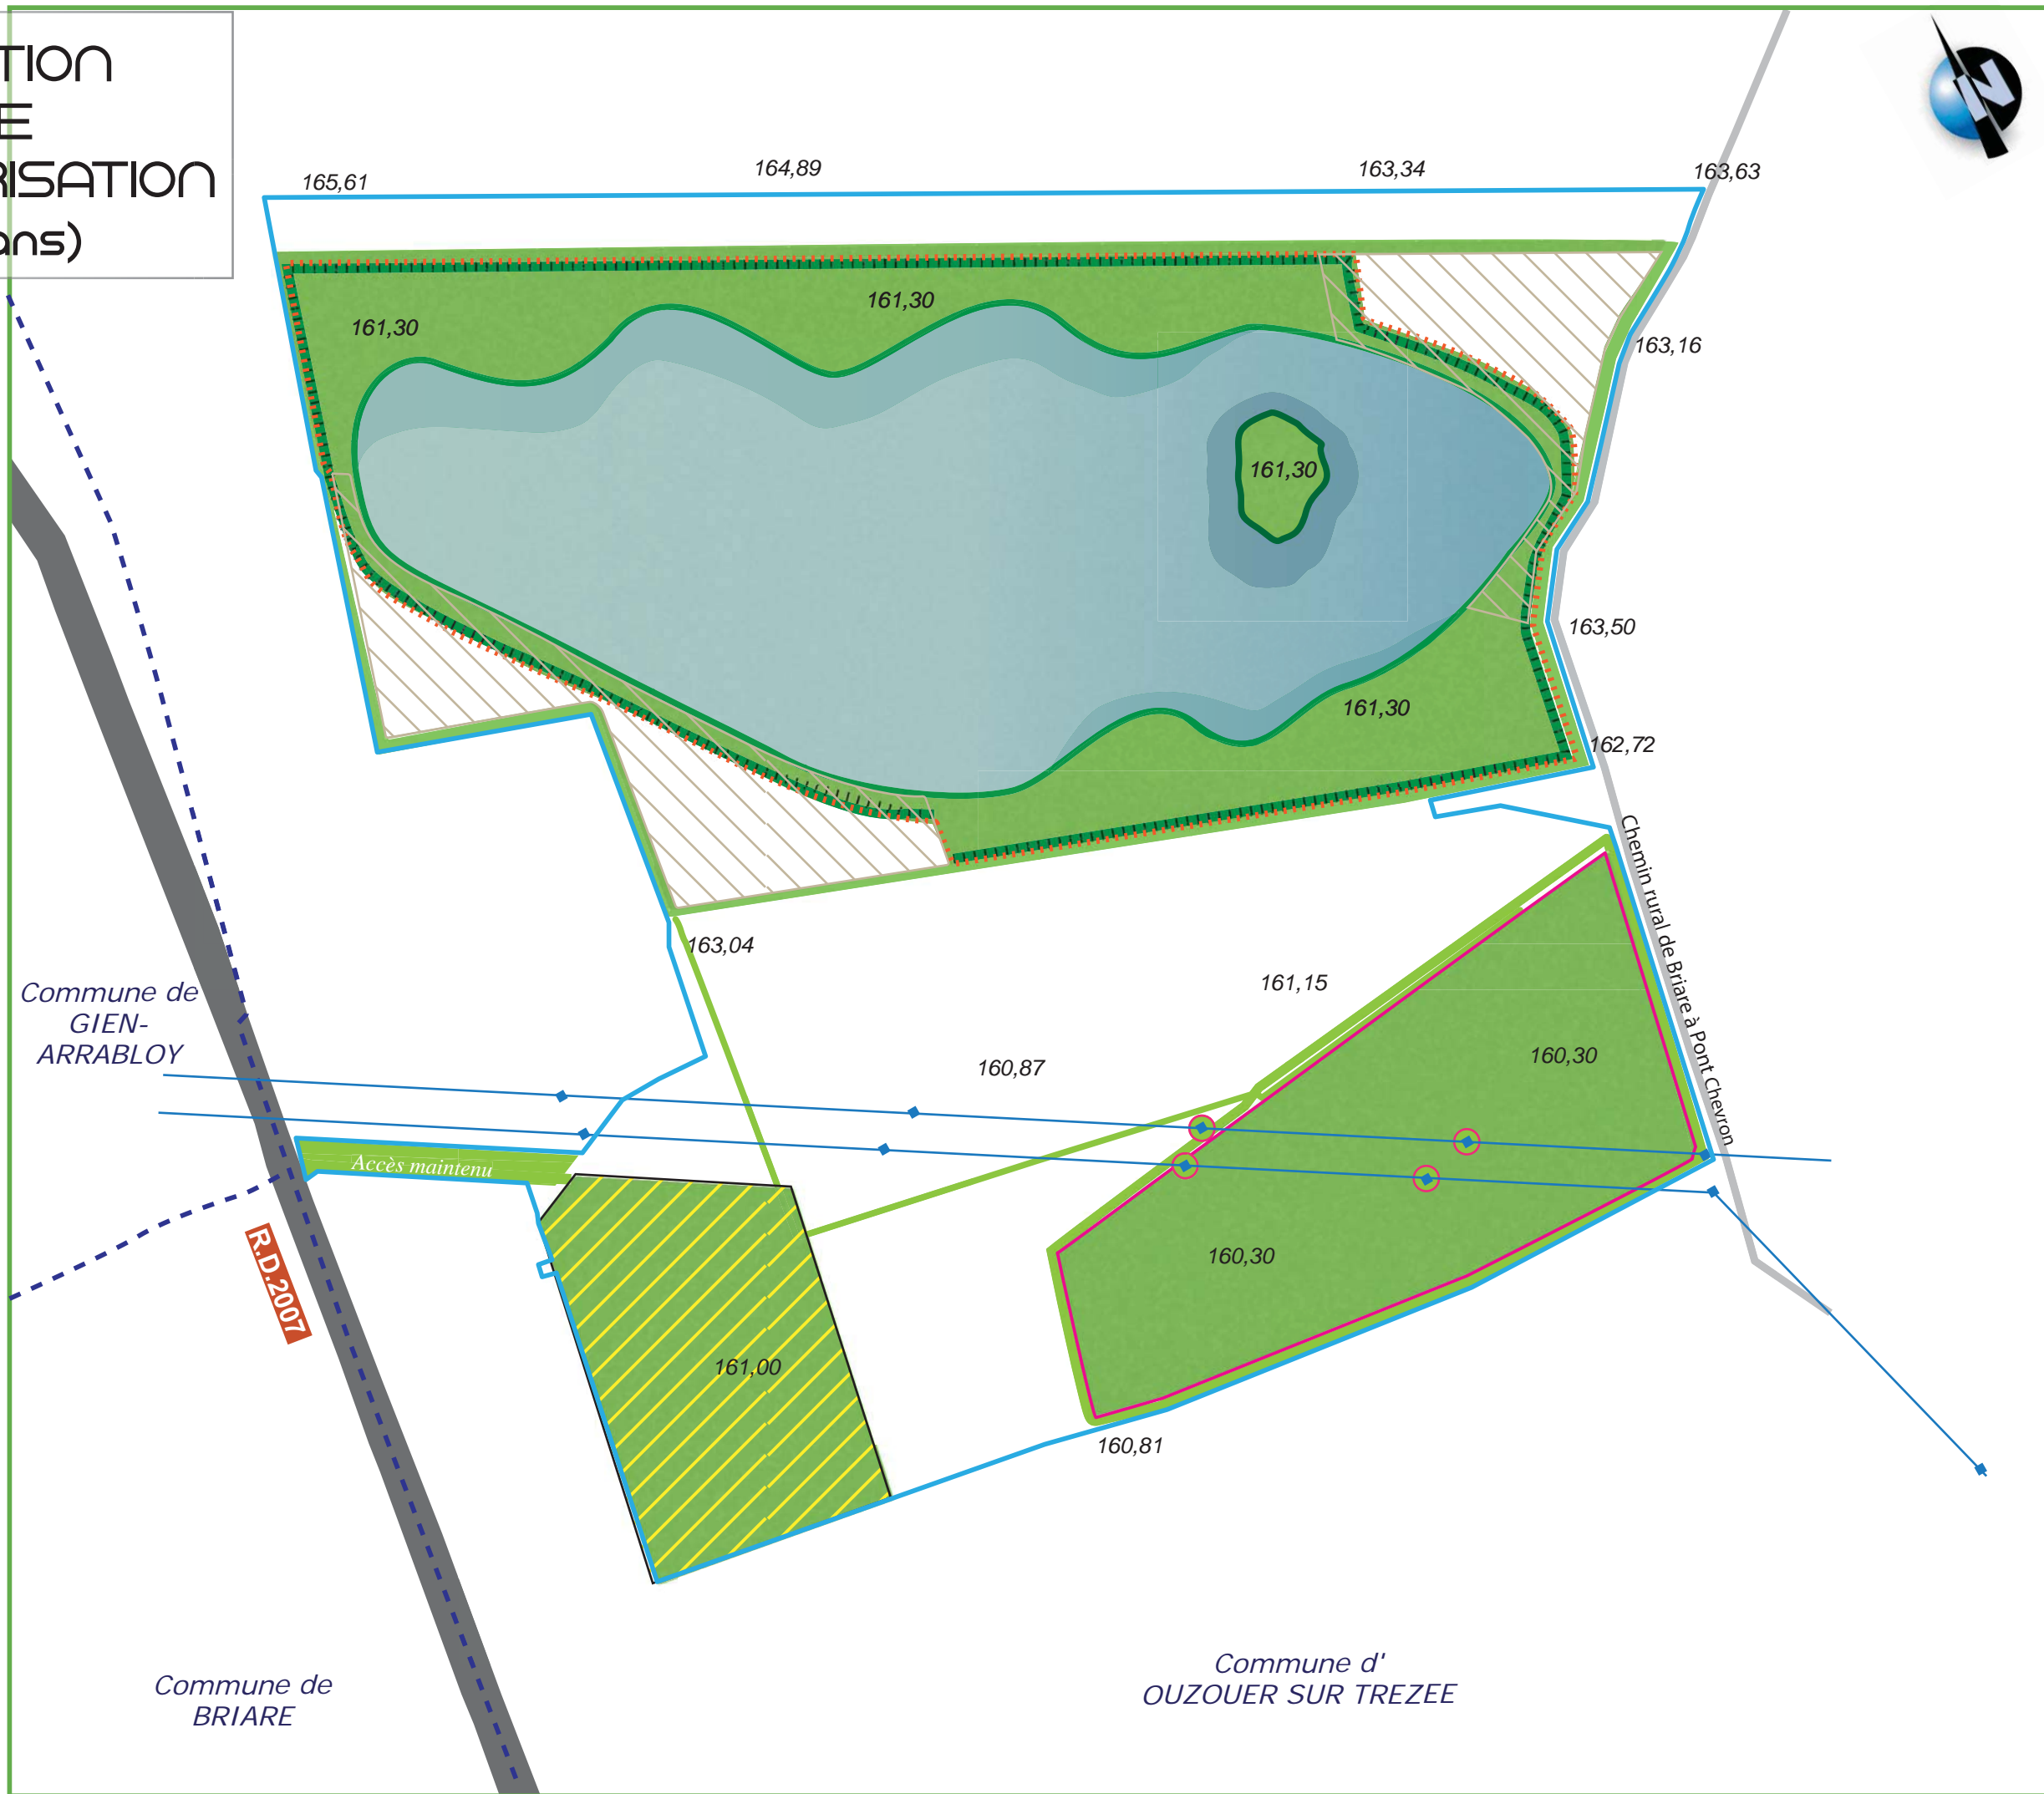 TION
E
RISATION
ans)
N
165,61
164,89
163,34
163,63
161,30
161,30
163,16
161,30
163,50
161,30
162,72
Chemin rural de Briare à Pont Chevron
163,04
161,15
Commune de
GIEN-
ARRABLOY
160,87
160,30
Accès maintenu
R.D.2007
160,30
161,00
160,81
Commune d'
OUZOUER SUR TREZEE
Commune de
BRIARE